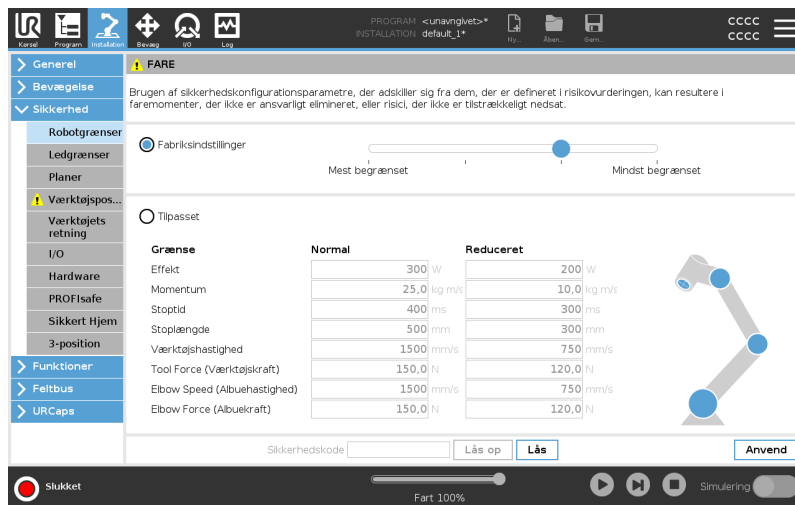 Kørsel Program Installation Bevæg I/O Log
PROGRAM <unavngivet>*
INSTALLATION default_1*
Ny... Åben... Gem...
cccc
cccc
Generel
Bevægelse
Sikkerhed
Robotgrænser
Ledgrænser
Planer
Værktøjspos...
Værktøjets
retning
I/O
Hardware
PROFIsafe
Sikkert Hjem
3-position
Funktioner
Feltbus
URCaps
FARE
Brugen af sikkerhedskonfigurationsparametre, der adskiller sig fra dem, der er defineret i risikovurderingen, kan resultere i
faremomenter, der ikke er ansvarligt elimineret, eller risici, der ikke er tilstrækkeligt nedsat.
Fabriksindstillinger
Mest begrænset Mindst begrænset
Tilpasset
Grænse Normal Reduceret
Effekt 300 W 200 W
Momentum 25,0 kg m/s 10,0 kg m/s
Stoptid 400 ms 300 ms
Stoplængde 500 mm 300 mm
Værktøjshastighed 1500 mm/s 750 mm/s
Tool Force (Værktøjskraft) 150,0 N 120,0 N
Elbow Speed (Albuehastighed) 1500 mm/s 750 mm/s
Elbow Force (Albuekraft) 150,0 N 120,0 N
Sikkerhedskode Lås op Lås Anvend
Slukket
Fart 100%
Simulering